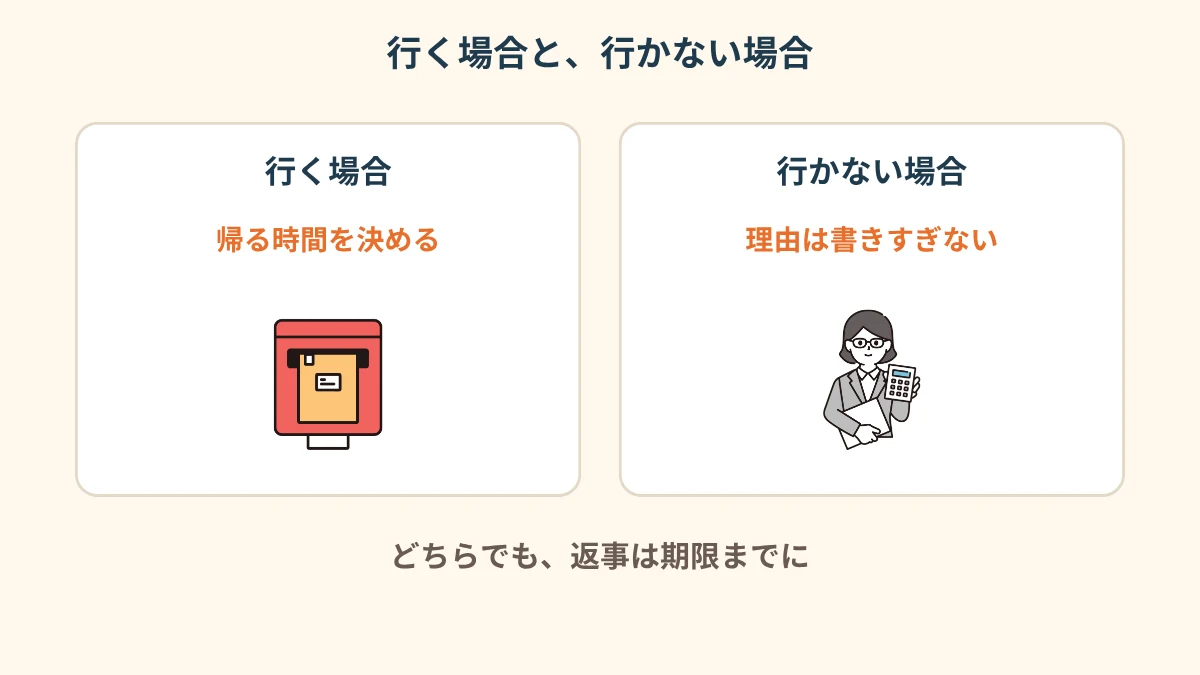 行く場合と、行かない場合
行く場合
帰る時間を決める
行かない場合
理由は書きすぎない
どちらでも、返事は期限までに